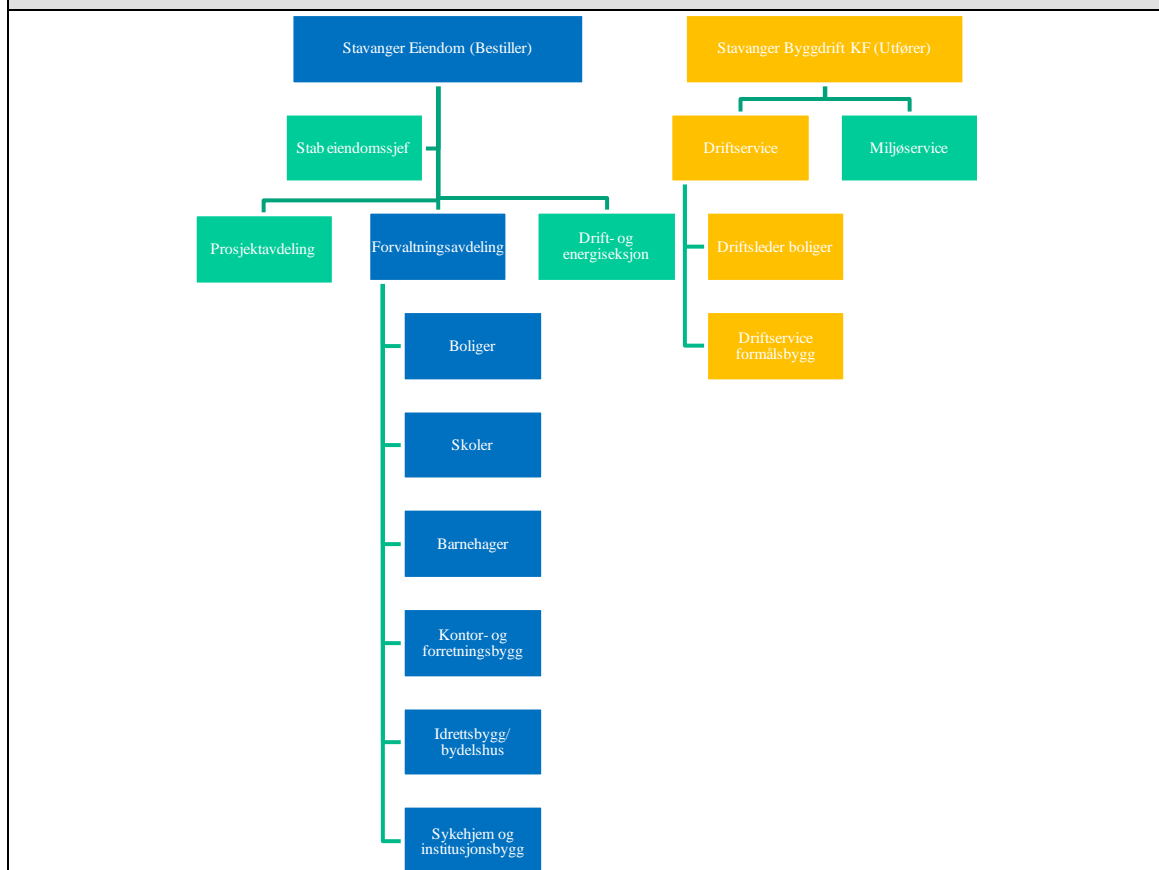 Stavanger Eiendom (Bestiller)
Stavanger Byggdrift KF (Utfører)
Stab eiendomssjef
Driftservice
Miljøservice
Prosjektavdeling
Forvaltningsavdeling
Drift- og
energiseksjon
Driftsleder boliger
Boliger
Driftservice
formålsbygg
Skoler
Barnehager
Kontor- og
forretningsbygg
Idrettsbygg/
bydelshus
Sykehjem og
institusjonsbygg